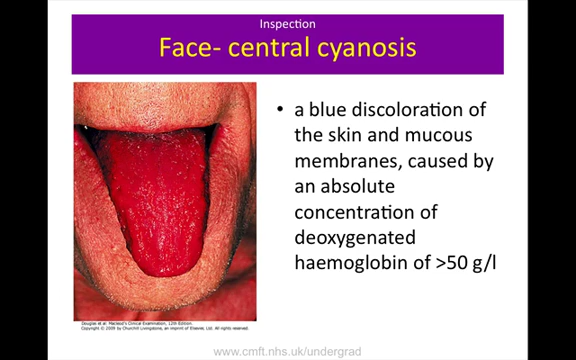 Inspection
Face- central cyanosis
• a blue discoloration of
the skin and mucous
membranes, caused by
an absolute
concentration of
deoxygenated
haemoglobin of >50 g/l
Douglas et al: Macleod's Clinical Examination, 12th Edition.
Copyright © 2009 by Churchill Livingstone, an imprint of Elsevier, Ltd. All rights reserved.
www.cmft.nhs.uk/undergrad